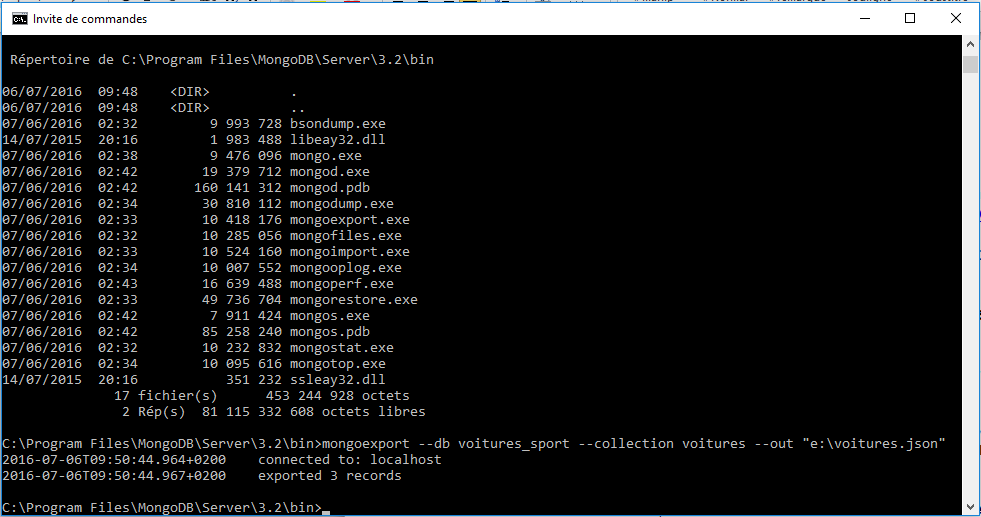 Invite de commandes
Répertoire de C:\Program Files\MongoDB\Server\3.2\bin
06/07/2016  09:48    <DIR>          .
06/07/2016  09:48    <DIR>          ..
07/06/2016  02:32         9 993 728 bsondump.exe
14/07/2015  20:16         1 983 488 libeay32.dll
07/06/2016  02:38         9 476 096 mongo.exe
07/06/2016  02:42        19 379 712 mongod.exe
07/06/2016  02:42       160 141 312 mongod.pdb
07/06/2016  02:34        30 810 112 mongodump.exe
07/06/2016  02:33        10 418 176 mongoexport.exe
07/06/2016  02:32        10 285 056 mongofiles.exe
07/06/2016  02:33        10 524 160 mongoimport.exe
07/06/2016  02:34        10 007 552 mongooplog.exe
07/06/2016  02:43        16 639 488 mongoperf.exe
07/06/2016  02:33        49 736 704 mongorestore.exe
07/06/2016  02:42         7 911 424 mongos.exe
07/06/2016  02:42        85 258 240 mongos.pdb
07/06/2016  02:32        10 232 832 mongostat.exe
07/06/2016  02:34        10 095 616 mongotop.exe
14/07/2015  20:16           351 232 ssleay32.dll
17 fichier(s)      453 244 928 octets
2 Rép(s)  81 115 332 608 octets libres
C:\Program Files\MongoDB\Server\3.2\bin>mongoexport --db voitures_sport --collection voitures --out "e:\voitures.json"
2016-07-06T09:50:44.964+0200    connected to: localhost
2016-07-06T09:50:44.967+0200    exported 3 records
C:\Program Files\MongoDB\Server\3.2\bin>